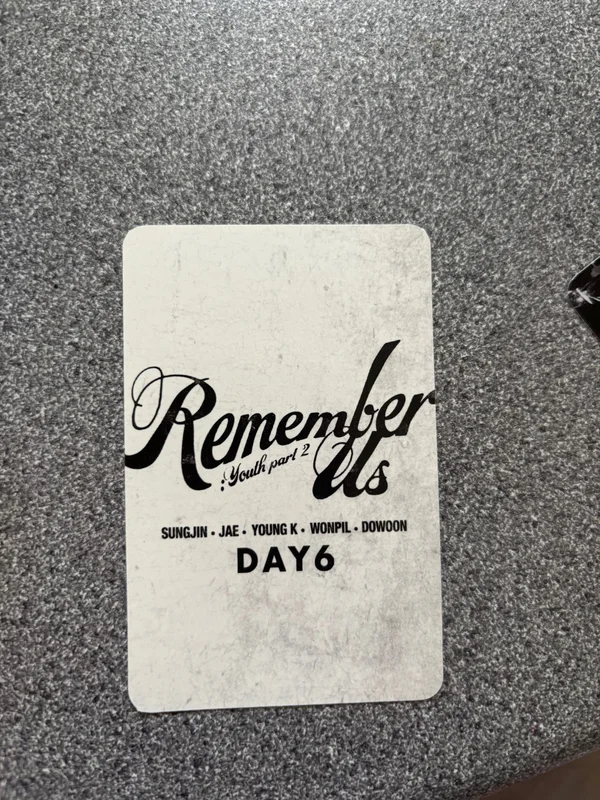 Remember
Us
: Youth part 2
SUNGJIN • JAE • YOUNG K • WONPIL • DOWOON
DAY6